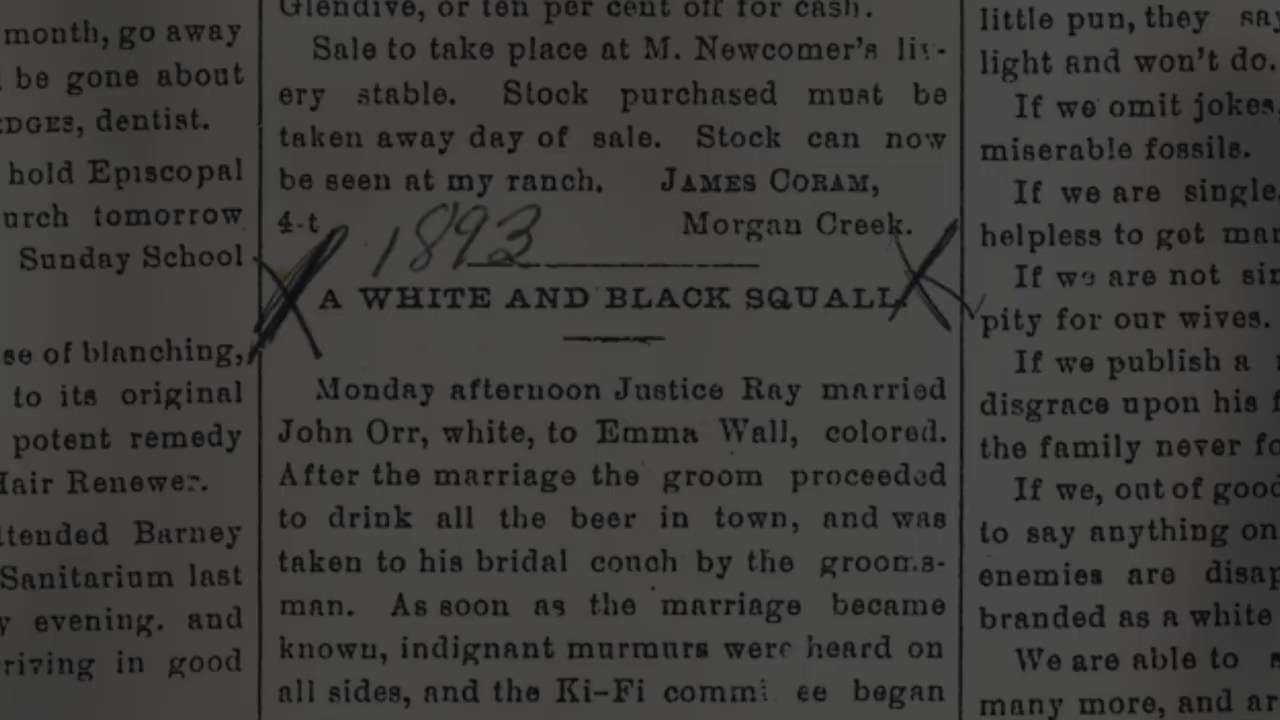 month, go away
be gone about
EDGES, dentist.
hold Episcopal
urch tomorrow
Sunday School
se of blanching,
to its original
potent remedy
Hair Renewer.
ttended Barney
Sanitarium last
y evening. and
rriving in good
Glendive, or ten per cent off for cash.
Sale to take place at M. Newcomer's liv-
ery stable. Stock purchased must be
taken away day of sale. Stock can now
be seen at my ranch. JAMES CORAM,
4-t Morgan Creek.
1893
A WHITE AND BLACK SQUALL.
Monday afternoon Justice Ray married
John Orr, white, to Emma Wall, colored.
After the marriage the groom proceeded
to drink all the beer in town, and was
taken to his bridal couch by the grooms-
man. As soon as the marriage became
known, indignant murmurs were heard on
all sides, and the Ki-Fi commi ee began
little pun, they say
light and won't do.
If we omit jokes
miserable fossils.
If we are single
helpless to get mar
If we are not sin
pity for our wives.
If we publish a
disgrace upon his f
the family never fo
If we, out of good
to say anything on
enemies are disap
branded as a white
We are able to s
many more, and ar